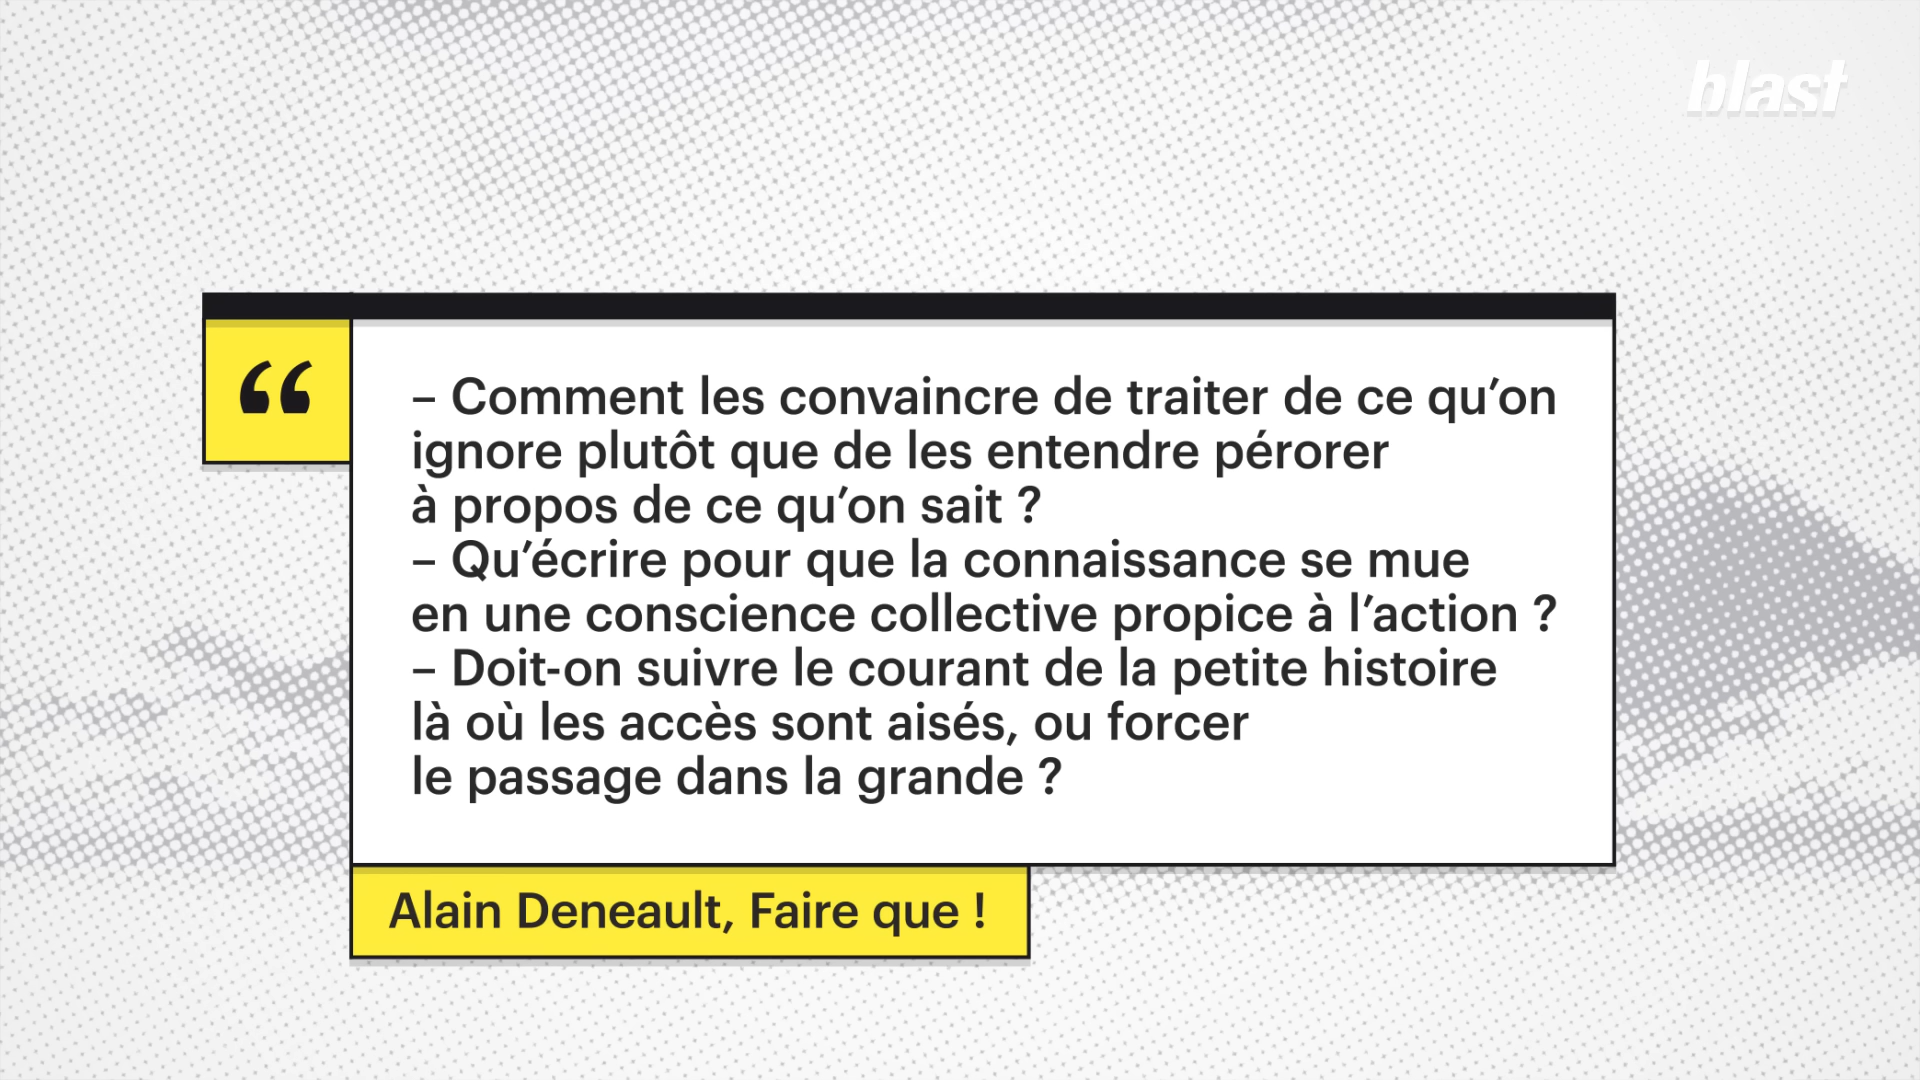 blast
“
– Comment les convaincre de traiter de ce qu’on
ignore plutôt que de les entendre pérorer
à propos de ce qu’on sait ?
– Qu’écrire pour que la connaissance se mue
en une conscience collective propice à l’action ?
– Doit-on suivre le courant de la petite histoire
là où les accès sont aisés, ou forcer
le passage dans la grande ?
Alain Deneault, Faire que !